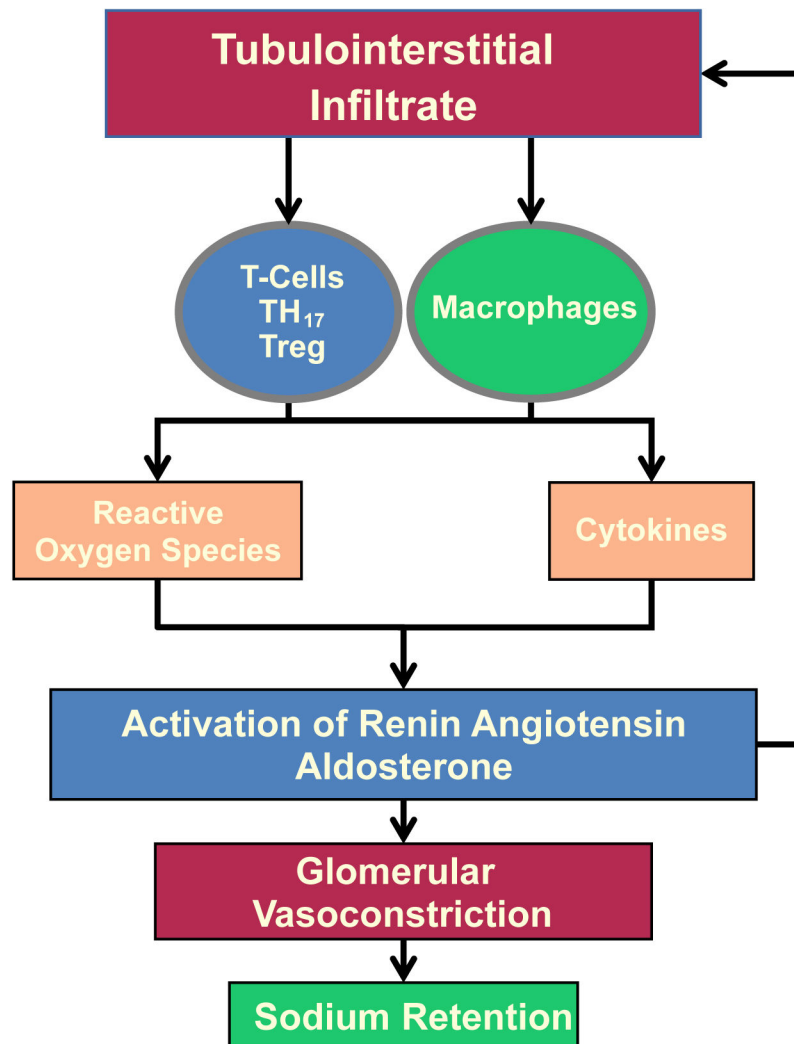 Tubulointerstitial
Infiltrate
T-Cells
TH₁₇
Treg
Macrophages
Reactive
Oxygen Species
Cytokines
Activation of Renin Angiotensin
Aldosterone
Glomerular
Vasoconstriction
Sodium Retention